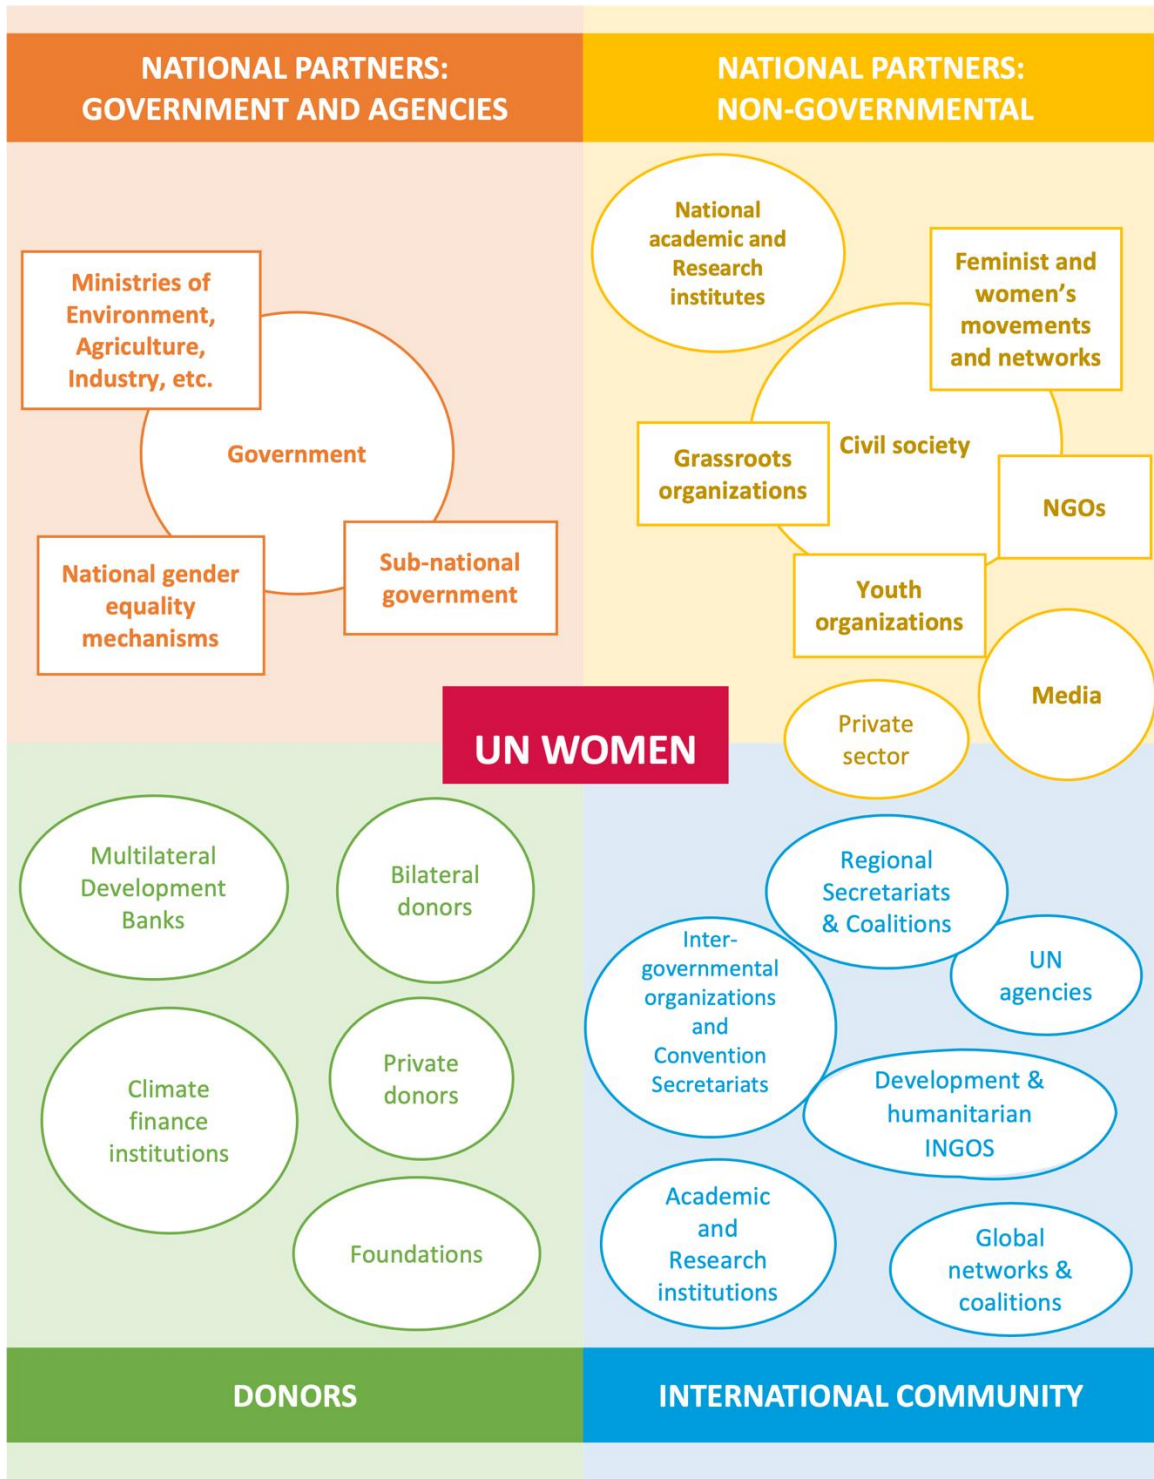 NATIONAL PARTNERS:
GOVERNMENT AND AGENCIES
NATIONAL PARTNERS:
NON-GOVERNMENTAL
Ministries of
Environment,
Agriculture,
Industry, etc.
Government
National gender
equality
mechanisms
Sub-national
government
National
academic and
Research
institutes
Feminist and
women’s
movements
and networks
Civil society
Grassroots
organizations
NGOs
Youth
organizations
Media
Private
sector
UN WOMEN
Multilateral
Development
Banks
Bilateral
donors
Climate
finance
institutions
Private
donors
Foundations
Regional
Secretariats
& Coalitions
Inter-
governmental
organizations
and
Convention
Secretariats
UN
agencies
Development &
humanitarian
INGOS
Academic
and
Research
institutions
Global
networks &
coalitions
DONORS
INTERNATIONAL COMMUNITY